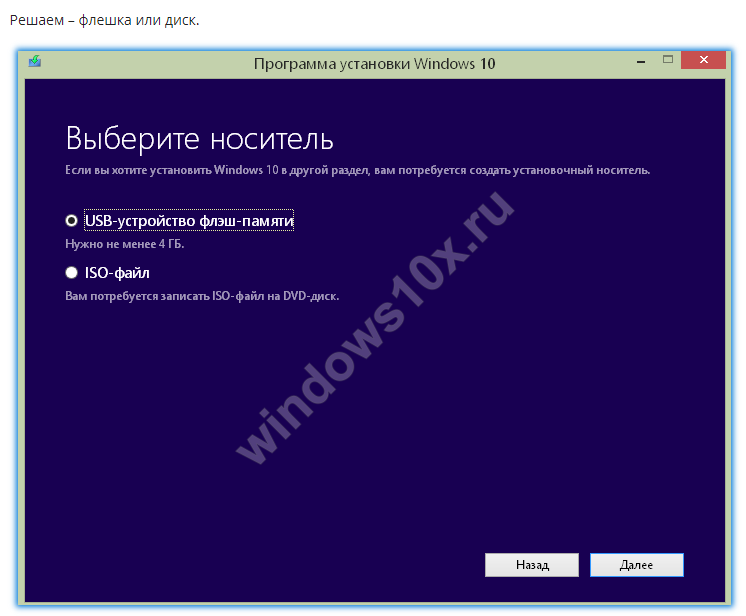 Решаем – флешка или диск.
Программа установки Windows 10
Выберите носитель
Если вы хотите установить Windows 10 в другой раздел, вам потребуется создать установочный носитель.
USB-устройство флэш-памяти
Нужно не менее 4 ГБ.
ISO-файл
Вам потребуется записать ISO-файл на DVD-диск.
windows10x.ru
Назад Далее